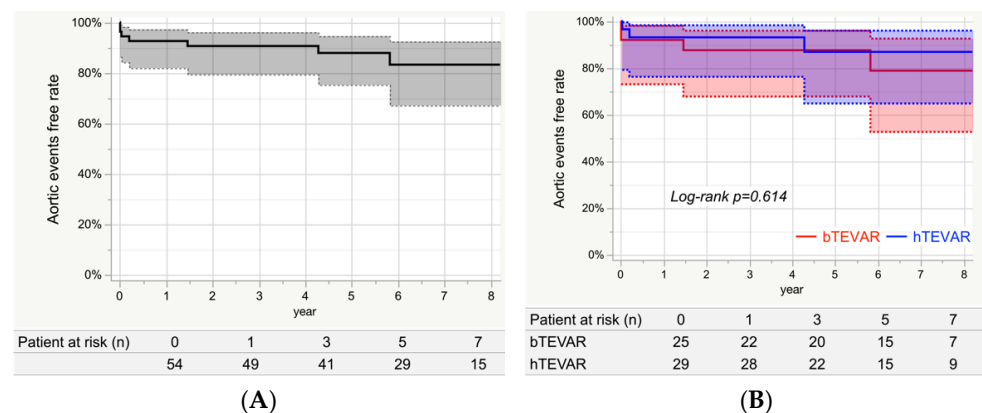 100%
80%
60%
40%
20%
0%
Aortic events free rate
0 1 2 3 4 5 6 7 8
year
Patient at risk (n) 0 1 3 5 7
54 49 41 29 15
(A)
100%
80%
60%
40%
20%
0%
Aortic events free rate
Log-rank p=0.614
bTEVAR hTEVAR
0 1 2 3 4 5 6 7 8
year
Patient at risk (n) 0 1 3 5 7
bTEVAR 25 22 20 15 7
hTEVAR 29 28 22 15 9
(B)